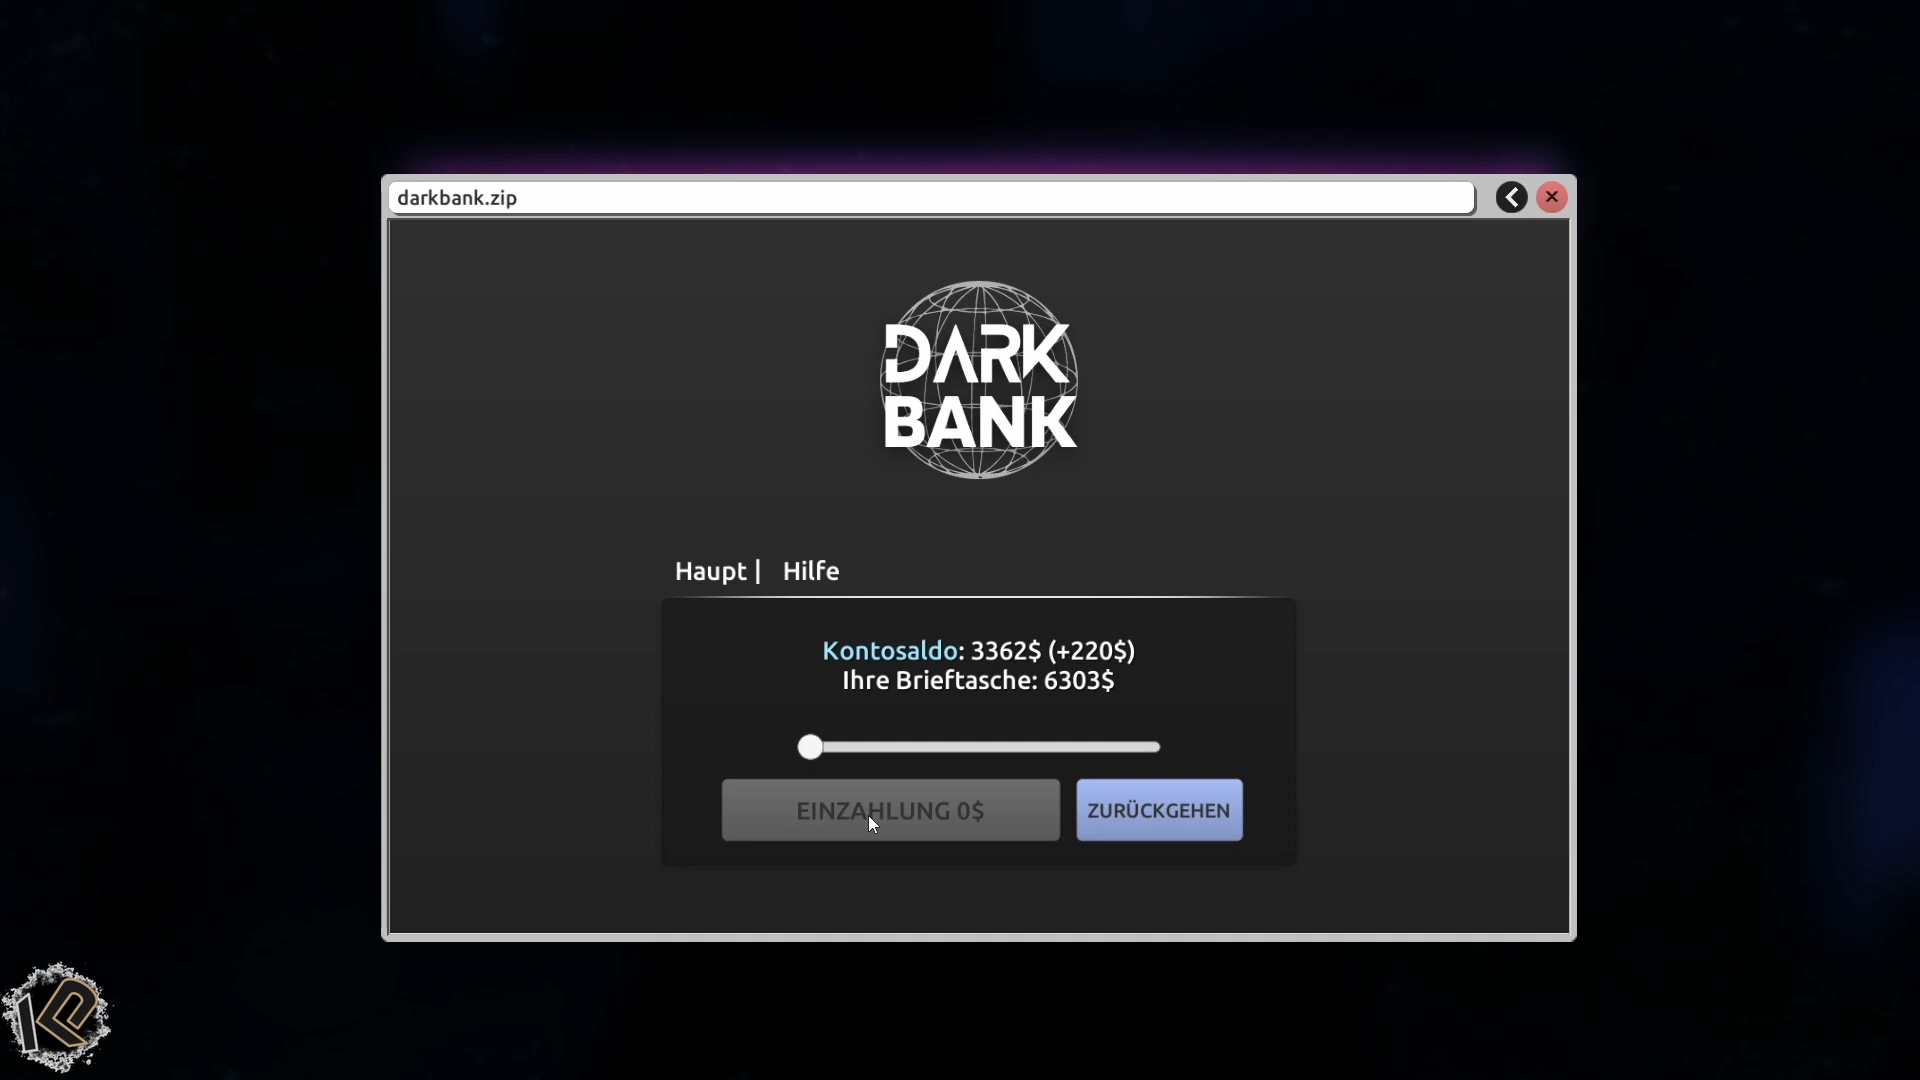 darkbank.zip
DARK
BANK
Haupt | Hilfe
Kontosaldo: 3362$ (+220$)
Ihre Brieftasche: 6303$
EINZAHLUNG 0$
ZURÜCKGEHEN